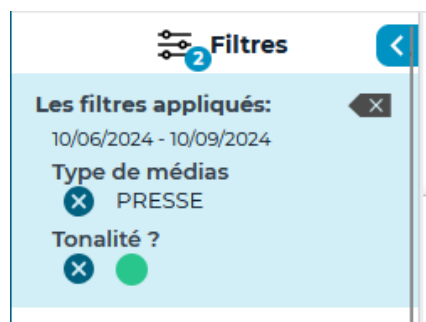 2 Filtres
Les filtres appliqués:
10/06/2024 - 10/09/2024
Type de médias
PRESSE
Tonalité ?